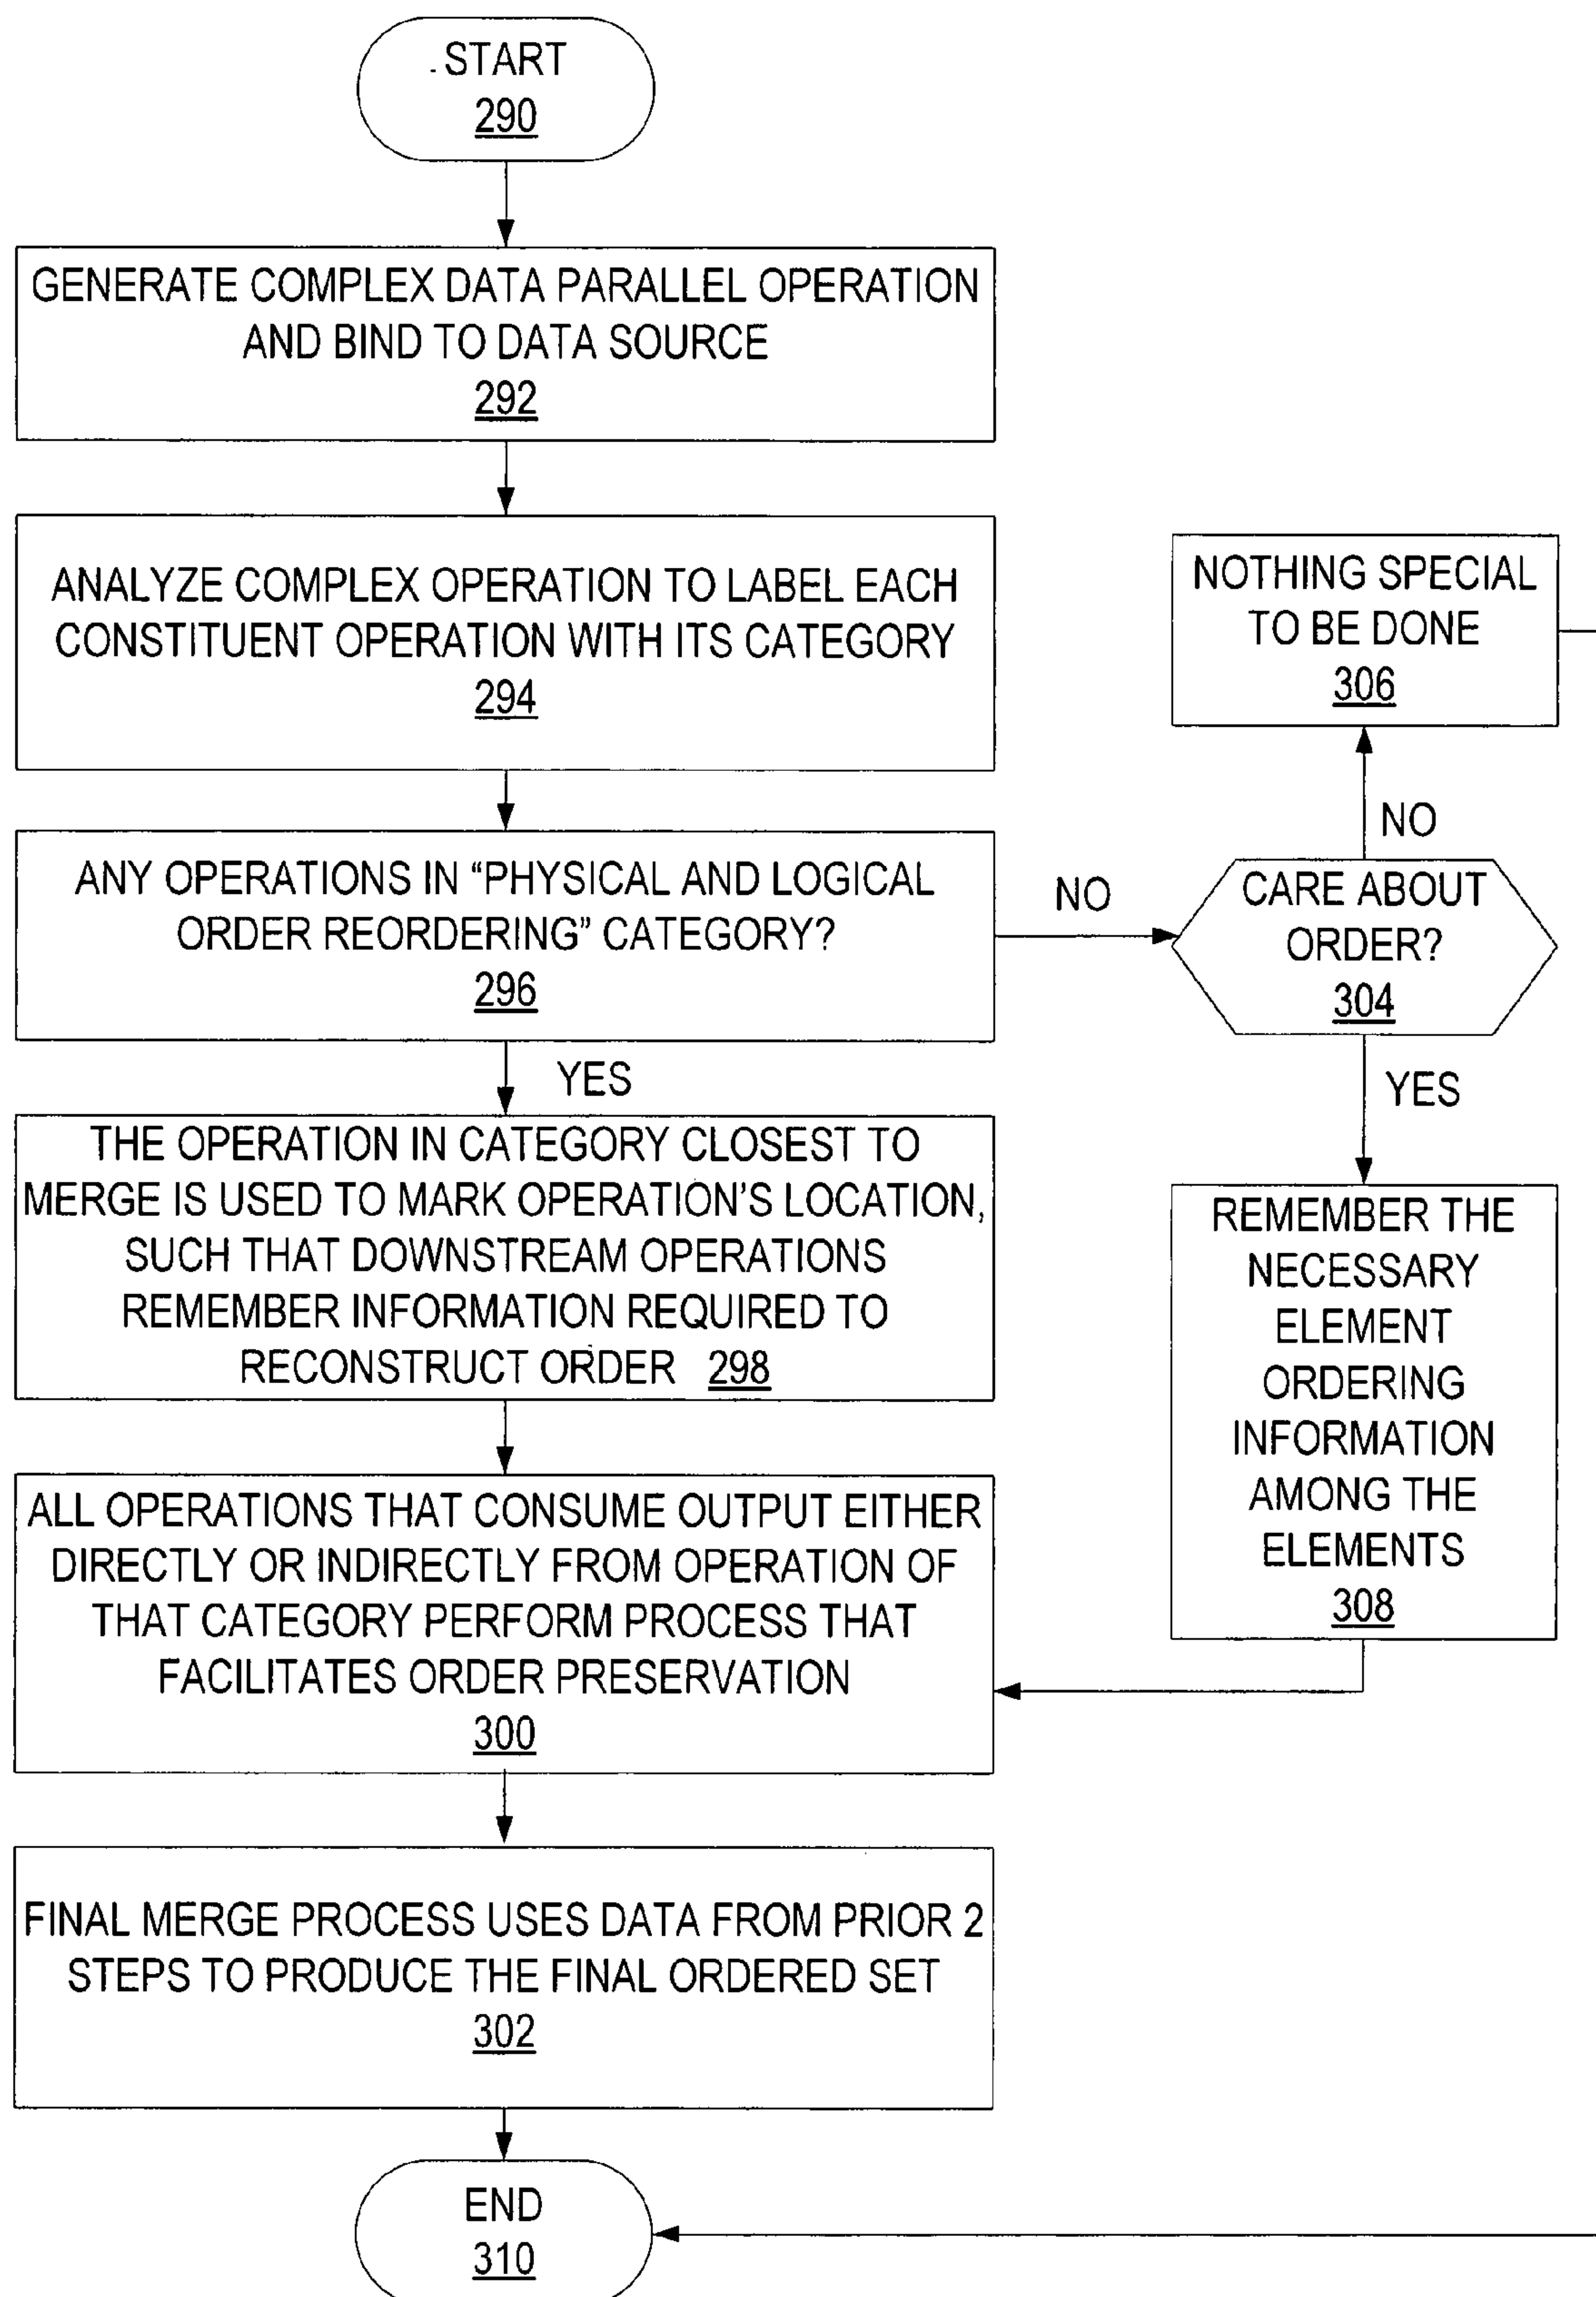 START
290
GENERATE COMPLEX DATA PARALLEL OPERATION
AND BIND TO DATA SOURCE
292
ANALYZE COMPLEX OPERATION TO LABEL EACH
CONSTITUENT OPERATION WITH ITS CATEGORY
294
ANY OPERATIONS IN “PHYSICAL AND LOGICAL
ORDER REORDERING” CATEGORY?
296
NO
YES
THE OPERATION IN CATEGORY CLOSEST TO
MERGE IS USED TO MARK OPERATION'S LOCATION,
SUCH THAT DOWNSTREAM OPERATIONS
REMEMBER INFORMATION REQUIRED TO
RECONSTRUCT ORDER 298
ALL OPERATIONS THAT CONSUME OUTPUT EITHER
DIRECTLY OR INDIRECTLY FROM OPERATION OF
THAT CATEGORY PERFORM PROCESS THAT
FACILITATES ORDER PRESERVATION
300
FINAL MERGE PROCESS USES DATA FROM PRIOR 2
STEPS TO PRODUCE THE FINAL ORDERED SET
302
END
310
NOTHING SPECIAL
TO BE DONE
306
NO
CARE ABOUT
ORDER?
304
YES
REMEMBER THE
NECESSARY
ELEMENT
ORDERING
INFORMATION
AMONG THE
ELEMENTS
308